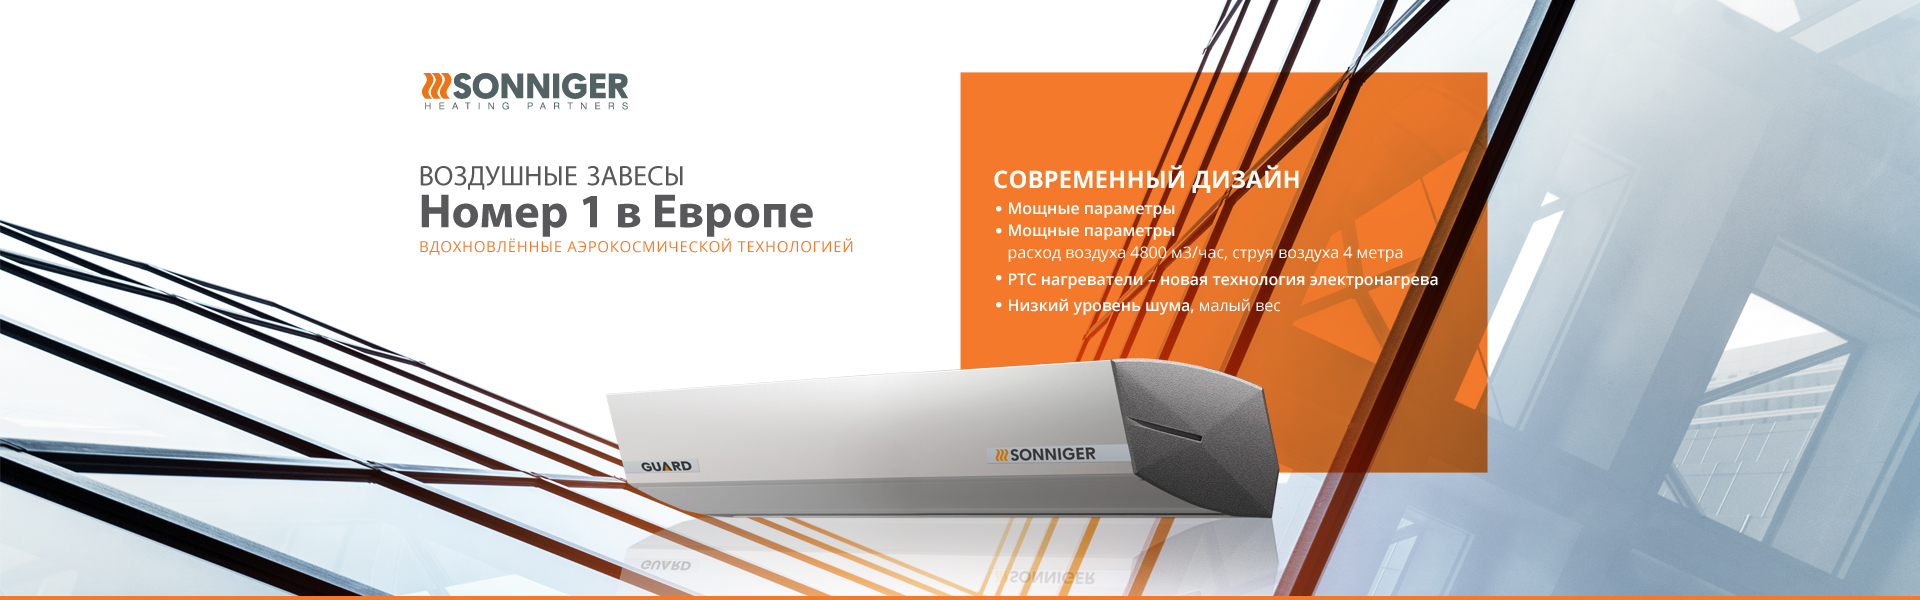 SONNIGER
HEATING PARTNERS
ВОЗДУШНЫЕ ЗАВЕСЫ
Номер 1 в Европе
ВДОХНОВЛЁННЫЕ АЭРОКОСМИЧЕСКОЙ ТЕХНОЛОГИЕЙ
СОВРЕМЕННЫЙ ДИЗАЙН
• Мощные параметры
• Мощные параметры
расход воздуха 4800 м3/час, струя воздуха 4 метра
• РТС нагреватели – новая технология электронагрева
• Низкий уровень шума, малый вес
GUARD
SONNIGER